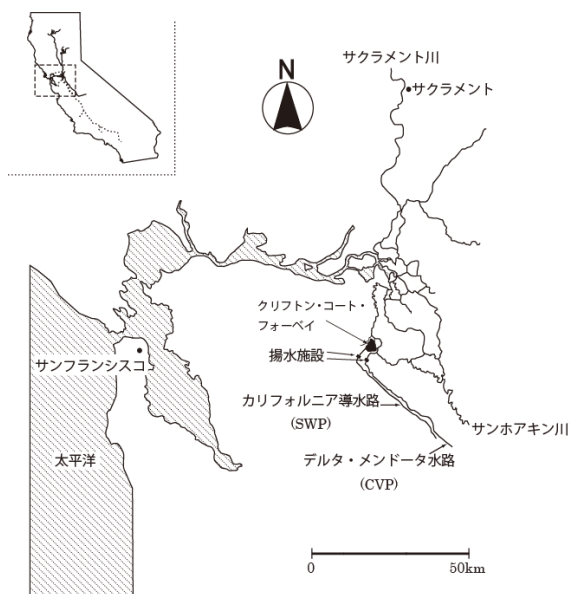 サクラメント川
N
サクラメント
クリフトン・コート・
フォーベイ
揚水施設
サンフランシスコ
カリフォルニア導水路
(SWP)
サンホアキン川
太平洋
デルタ・メンドータ水路
(CVP)
0
50km